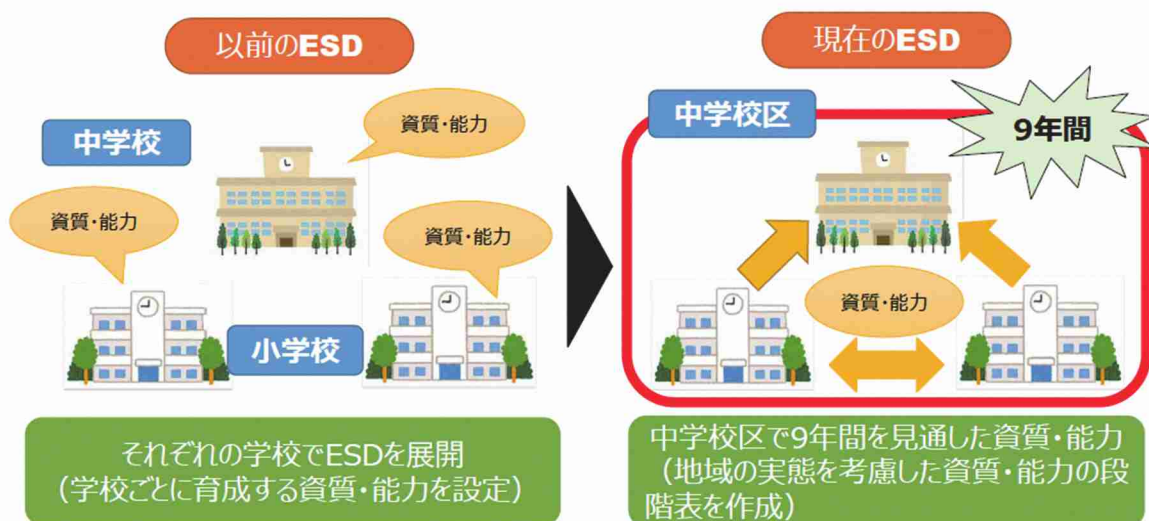 以前のESD
中学校
資質・能力
資質・能力
資質・能力
小学校
それぞれの学校でESDを展開
（学校ごとに育成する資質・能力を設定）
現在のESD
中学校区
9年間
資質・能力
中学校区で9年間を見通した資質・能力
（地域の実態を考慮した資質・能力の段
階表を作成）